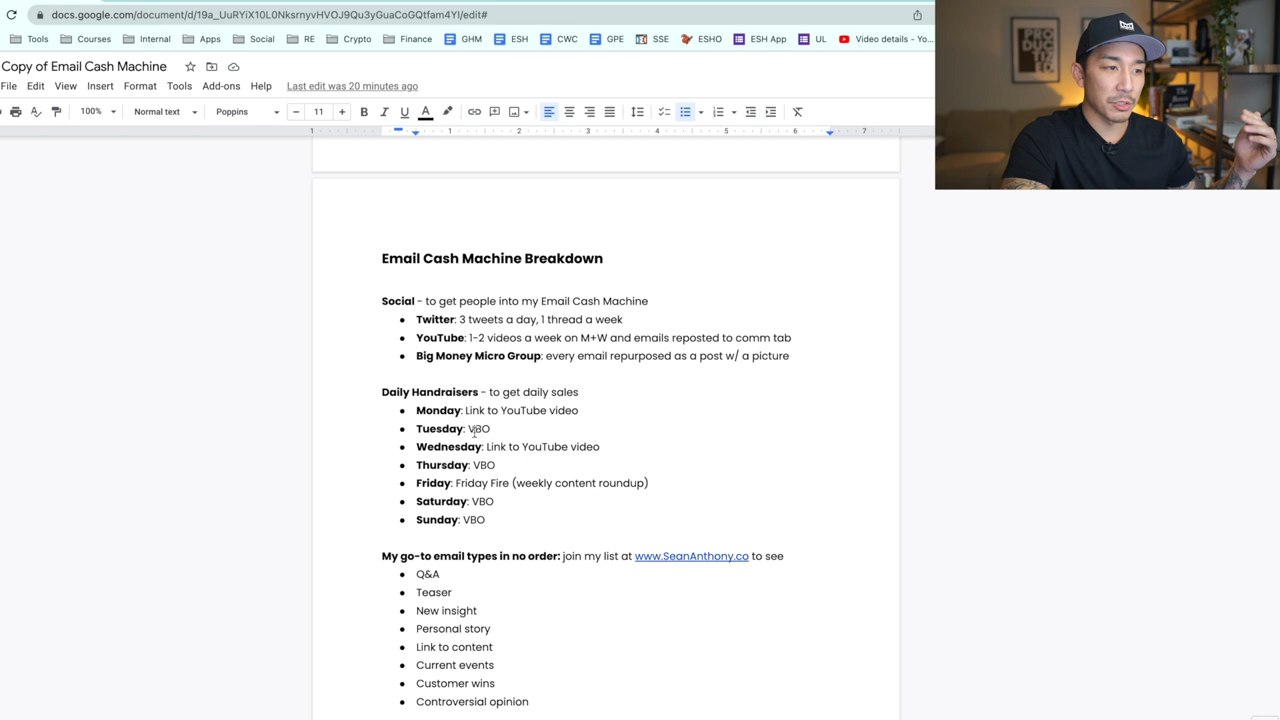 docs.google.com/document/d/19a_UuRYiX10L0NksrnyvHVOJ9Qu3yGuaCoGQtfam4YI/edit#
Tools Courses Internal Apps Social RE Crypto Finance GHM ESH CWC GPE SSE ESHO ESH App UL Video details - Yo...
Copy of Email Cash Machine
File Edit View Insert Format Tools Add-ons Help Last edit was 20 minutes ago
100% Normal text Poppins 11
1 1 2 3 4 5 6 7
Email Cash Machine Breakdown
Social - to get people into my Email Cash Machine
● Twitter: 3 tweets a day, 1 thread a week
● YouTube: 1-2 videos a week on M+W and emails reposted to comm tab
● Big Money Micro Group: every email repurposed as a post w/ a picture
Daily Handraisers - to get daily sales
● Monday: Link to YouTube video
● Tuesday: VBO
● Wednesday: Link to YouTube video
● Thursday: VBO
● Friday: Friday Fire (weekly content roundup)
● Saturday: VBO
● Sunday: VBO
My go-to email types in no order: join my list at www.SeanAnthony.co to see
● Q&A
● Teaser
● New insight
● Personal story
● Link to content
● Current events
● Customer wins
● Controversial opinion